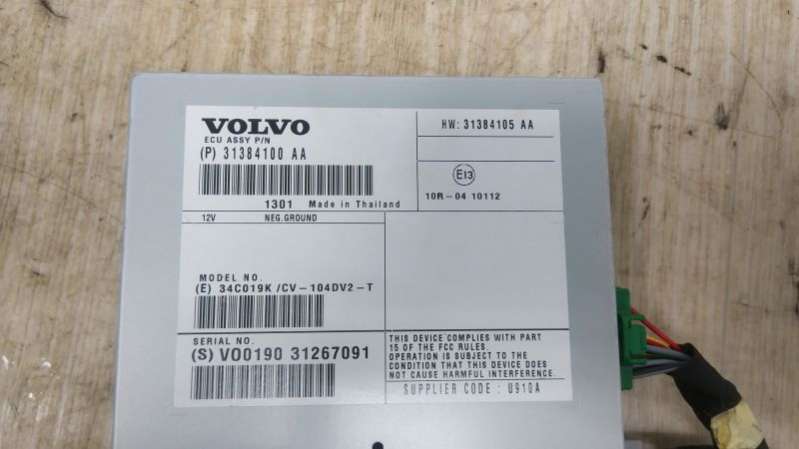 VOLVO
ECU ASSY P/N
(P) 31384100 AA
1301 Made in Thailand
HW: 31384105 AA
E13
10R-04 10112
12V NEG.GROUND
MODEL NO.
(E) 34C019K /CV-104DV2-T
SERIAL NO.
(S) VO0190 31267091
THIS DEVICE COMPLIES WITH PART
15 OF THE FCC RULES.
OPERATION IS SUBJECT TO THE
CONDITION THAT THIS DEVICE DOES
NOT CAUSE HARMFUL INTERFERENCE.
SUPPLIER CODE : U910A